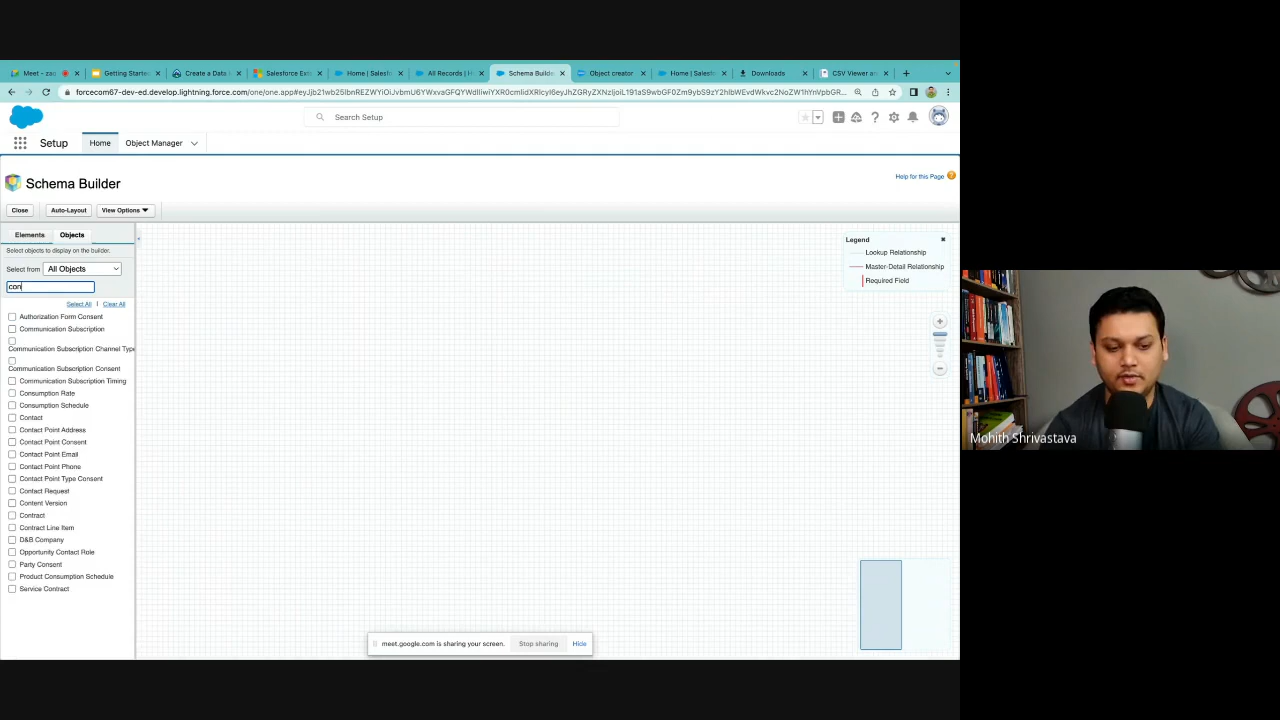 Meet - za
Getting Starte
Create a Data
Salesforce Ext
Home | Salesf
All Records | H
Schema Builde
Object creator
Home | Salesf
Downloads
CSV Viewer an
Setup
Home
Object Manager
Search Setup
Schema Builder
Help for this Page
Close
Auto-Layout
View Options
Elements
Objects
Select objects to display on the builder.
Select from All Objects
con
Select All | Clear All
Authorization Form Consent
Communication Subscription
Communication Subscription Channel Type
Communication Subscription Consent
Communication Subscription Timing
Consumption Rate
Consumption Schedule
Contact
Contact Point Address
Contact Point Consent
Contact Point Email
Contact Point Phone
Contact Point Type Consent
Contact Request
Content Version
Contract
Contract Line Item
D&B Company
Opportunity Contact Role
Party Consent
Product Consumption Schedule
Service Contract
Legend
Lookup Relationship
Master-Detail Relationship
Required Field
meet.google.com is sharing your screen.
Stop sharing
Hide
Mohith Shrivastava